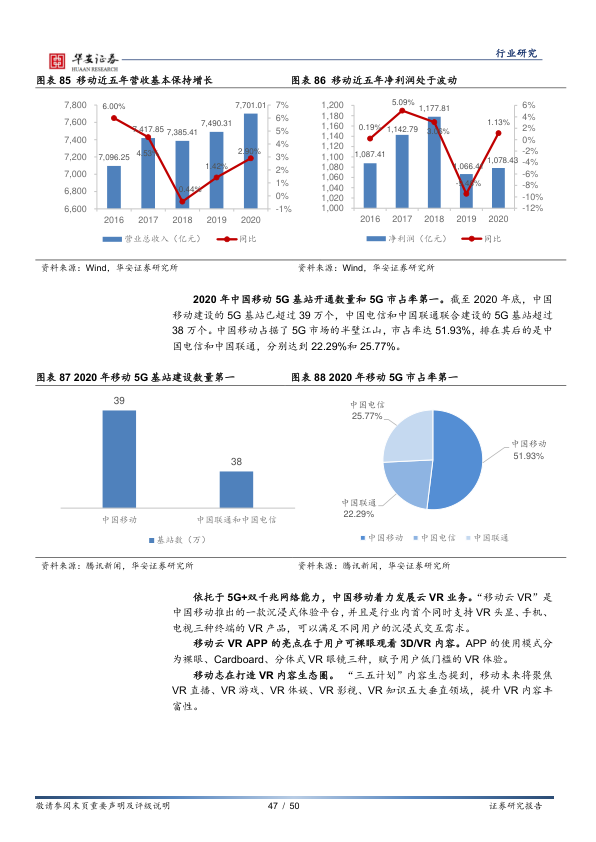 华安证券
HUAAN RESEARCH
行业研究
图表 85 移动近五年营收基本保持增长
7,800
7,600
7,400
7,200
7,000
6,800
6,600
7%
6%
5%
4%
3%
2%
1%
0%
-1%
6.00%
7,417.85
7,385.41
7,490.31
7,701.01
7,096.25
4.53%
-0.44%
1.42%
2.90%
2016 2017 2018 2019 2020
营业总收入（亿元） 同比
资料来源：Wind，华安证券研究所
图表 86 移动近五年净利润处于波动
1,200
1,180
1,160
1,140
1,120
1,100
1,080
1,060
1,040
1,020
1,000
6%
4%
2%
0%
-2%
-4%
-6%
-8%
-10%
-12%
0.19%
5.09%
1,177.81
1,142.79
1.13%
1,087.41
1,078.43
2016 2017 2018 2019 2020
净利润（亿元） 同比
资料来源：Wind，华安证券研究所
2020 年中国移动 5G 基站开通数量和 5G 市占率第一。截至 2020 年底，中国
移动建设的 5G 基站已超过 39 万个，中国电信和中国联通联合建设的 5G 基站超过
38 万个。中国移动占据了 5G 市场的半壁江山，市占率达 51.93%，排在其后的是中
国电信和中国联通，分别达到 22.29%和 25.77%。
图表 87 2020 年移动 5G 基站建设数量第一
39
38
中国移动 中国联通和中国电信
基站数（万）
资料来源：腾讯新闻，华安证券研究所
图表 88 2020 年移动 5G 市占率第一
中国电信
25.77%
中国移动
51.93%
中国联通
22.29%
中国移动 中国电信 中国联通
资料来源：腾讯新闻，华安证券研究所
依托于 5G+双千兆网络能力，中国移动着力发展云 VR 业务。“移动云 VR”是
中国移动推出的一款沉浸式体验平台，并且是行业内首个同时支持 VR 头显、手机、
电视三种终端的 VR 产品，可以满足不同用户的沉浸式交互需求。
移动云 VR APP 的亮点在于用户可裸眼观看 3D/VR 内容。APP 的使用模式分
为裸眼、Cardboard、分体式 VR 眼镜三种，赋予用户低门槛的 VR 体验。
移动志在打造 VR 内容生态圈。 “三五计划”内容生态提到，移动未来将聚焦
VR 直播、VR 游戏、VR 体娱、VR 影视、VR 知识五大垂直领域，提升 VR 内容丰
富性。
敬请参阅末页重要声明及评级说明
47 / 50
证券研究报告